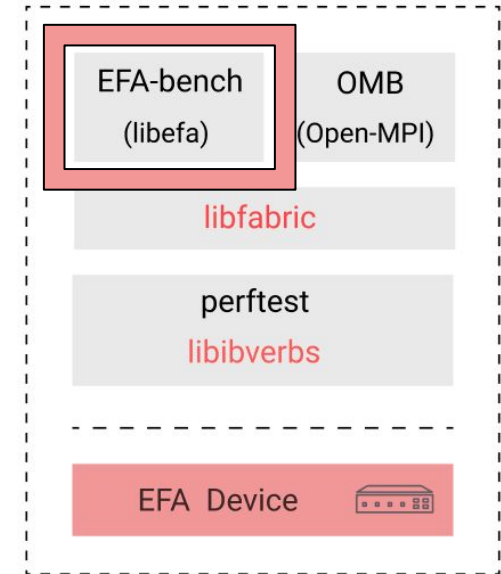 EFA-bench
(libefa)
OMB
(Open-MPI)
libfabric
perftest
libibverbs
EFA Device